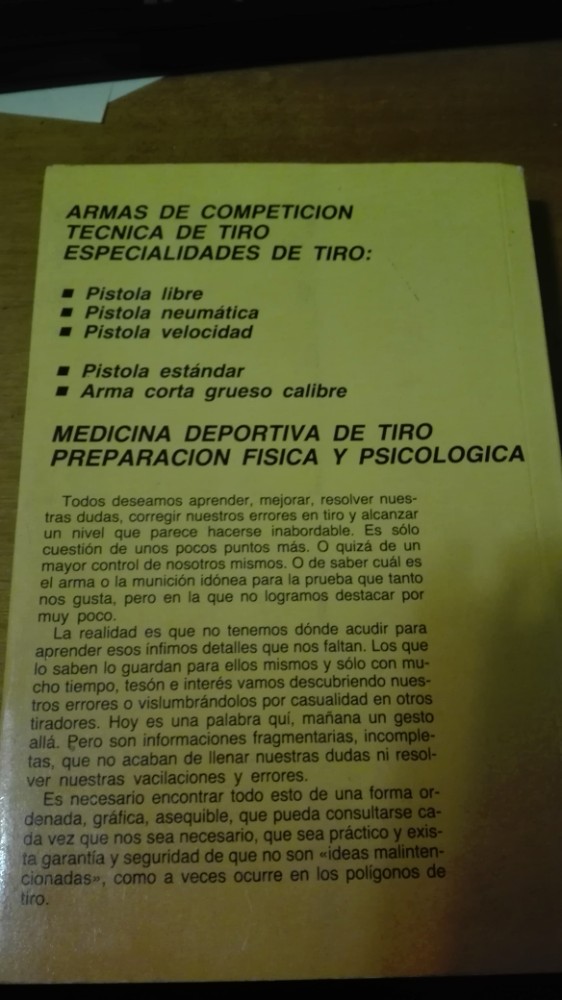 ARMAS DE COMPETICION
TECNICA DE TIRO
ESPECIALIDADES DE TIRO:
■ Pistola libre
■ Pistola neumática
■ Pistola velocidad
■ Pistola estándar
■ Arma corta grueso calibre
MEDICINA DEPORTIVA DE TIRO
PREPARACION FISICA Y PSICOLOGICA
Todos deseamos aprender, mejorar, resolver nues-
tras dudas, corregir nuestros errores en tiro y alcanzar
un nivel que parece hacerse inabordable. Es sólo
cuestión de unos pocos puntos más. O quizá de un
mayor control de nosotros mismos. O de saber cuál es
el arma o la munición idónea para la prueba que tanto
nos gusta, pero en la que no logramos destacar por
muy poco.
La realidad es que no tenemos dónde acudir para
aprender esos ínfimos detalles que nos faltan. Los que
lo saben lo guardan para ellos mismos y sólo con mu-
cho tiempo, tesón e interés vamos descubriendo nues-
tros errores o vislumbrándolos por casualidad en otros
tiradores. Hoy es una palabra quí, mañana un gesto
allá. Pero son informaciones fragmentarias, incomple-
tas, que no acaban de llenar nuestras dudas ni resol-
ver nuestras vacilaciones y errores.
Es necesario encontrar todo esto de una forma or-
denada, gráfica, asequible, que pueda consultarse ca-
da vez que nos sea necesario, que sea práctico y exis-
ta garantía y seguridad de que no son «ideas malinten-
cionadas», como a veces ocurre en los polígonos de
tiro.